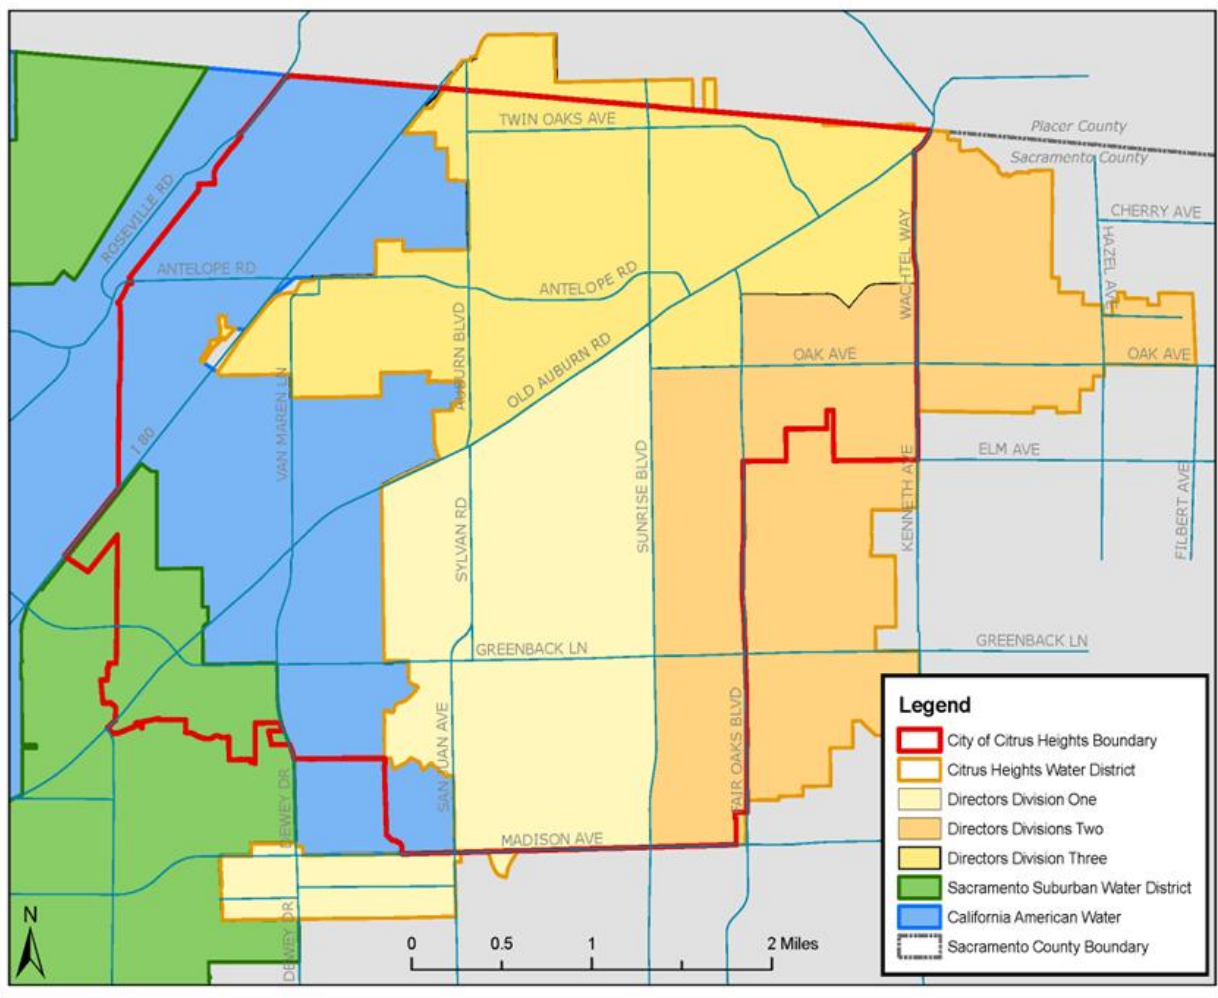 TWIN OAKS AVE
Placer County
Sacramento County
ROSEVILLE RD
CHERRY AVE
WACHTEL WAY
HAZEL AVE
ANTELOPE RD
ANTELOPE RD
AUBURN BLVD
OLD AUBURN RD
OAK AVE
OAK AVE
VAN MAREN LN
I 80
ELM AVE
SYLVAN RD
SUNRISE BLVD
KENNETH AVE
FILBERT AVE
GREENBACK LN
GREENBACK LN
SAN JUAN AVE
FAIR OAKS BLVD
DEWEY DR
MADISON AVE
DEWEY DR
Legend
City of Citrus Heights Boundary
Citrus Heights Water District
Directors Division One
Directors Divisions Two
Directors Division Three
Sacramento Suburban Water District
California American Water
Sacramento County Boundary
N
0 0.5 1 2 Miles